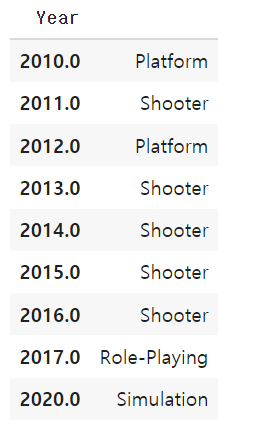 Year
2010.0 Platform
2011.0 Shooter
2012.0 Platform
2013.0 Shooter
2014.0 Shooter
2015.0 Shooter
2016.0 Shooter
2017.0 Role-Playing
2020.0 Simulation